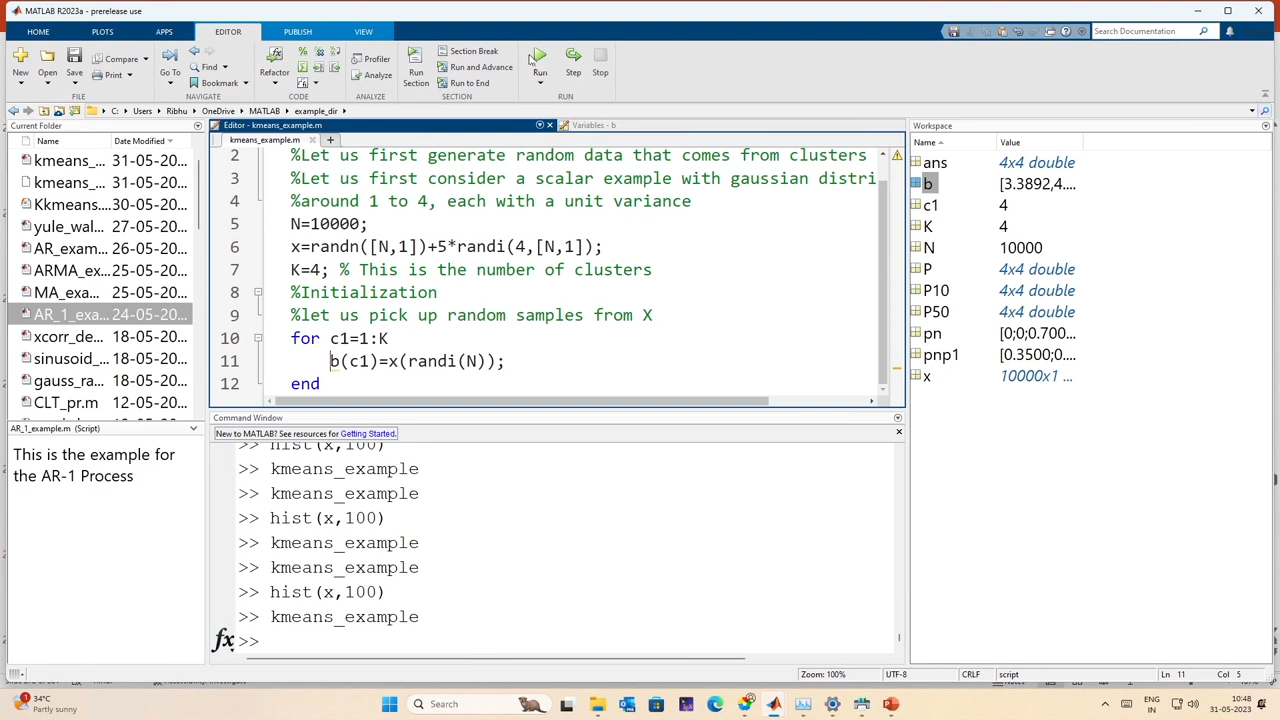 MATLAB R2023a - prerelease use
HOME PLOTS APPS EDITOR PUBLISH VIEW Search Documentation
New Open Save Compare Print Go To Find Bookmark Refactor Profiler Analyze Run Section Section Break Run and Advance Run to End Run Step Stop
FILE NAVIGATE CODE ANALYZE SECTION RUN
C: Users Ribhu OneDrive MATLAB example_dir
Current Folder
Name Date Modified
kmeans_... 31-05-20...
kmeans_... 31-05-20...
Kkmeans... 30-05-20...
yule_wal... 27-05-20...
AR_exam... 26-05-20...
ARMA_ex... 25-05-20...
MA_exa... 25-05-20...
AR_1_exa... 24-05-20...
xcorr_de... 18-05-20...
sinusoid_... 18-05-20...
gauss_ra... 18-05-20...
CLT_pr.m 12-05-20...
AR_1_example.m (Script)
This is the example for
the AR-1 Process
Editor - kmeans_example.m Variables - b
kmeans_example.m
2 %Let us first generate random data that comes from clusters
3 %Let us first consider a scalar example with gaussian distri
4 %around 1 to 4, each with a unit variance
5 N=10000;
6 x=randn([N,1])+5*randi(4,[N,1]);
7 K=4; % This is the number of clusters
8 %Initialization
9 %let us pick up random samples from X
10 for c1=1:K
11 b(c1)=x(randi(N));
12 end
Command Window
New to MATLAB? See resources for Getting Started.
>> hist(x,100)
>> kmeans_example
>> kmeans_example
>> hist(x,100)
>> kmeans_example
>> kmeans_example
>> hist(x,100)
>> kmeans_example
fx >>
Workspace
Name Value
ans 4x4 double
b [3.3892,4....
c1 4
K 4
N 10000
P 4x4 double
P10 4x4 double
P50 4x4 double
pn [0;0;0.700...
pnp1 [0.3500;0....
x 10000x1 ...
Zoom: 100% UTF-8 CRLF script Ln 11 Col 5
34°C
Partly sunny
Search
ENG
IN
10:48
31-05-2023